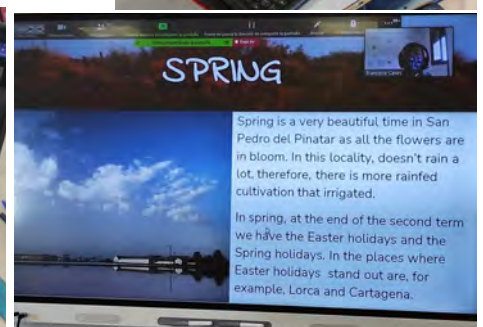 SPRING
Spring is a very beautiful time in San
Pedro del Pinatar as all the flowers are
in bloom. In this locality, doesn't rain a
lot, therefore, there is more rainfed
cultivation that irrigated.
In spring, at the end of the second term
we have the Easter holidays and the
Spring holidays. In the places where
Easter holidays stand out are, for
example, Lorca and Cartagena.